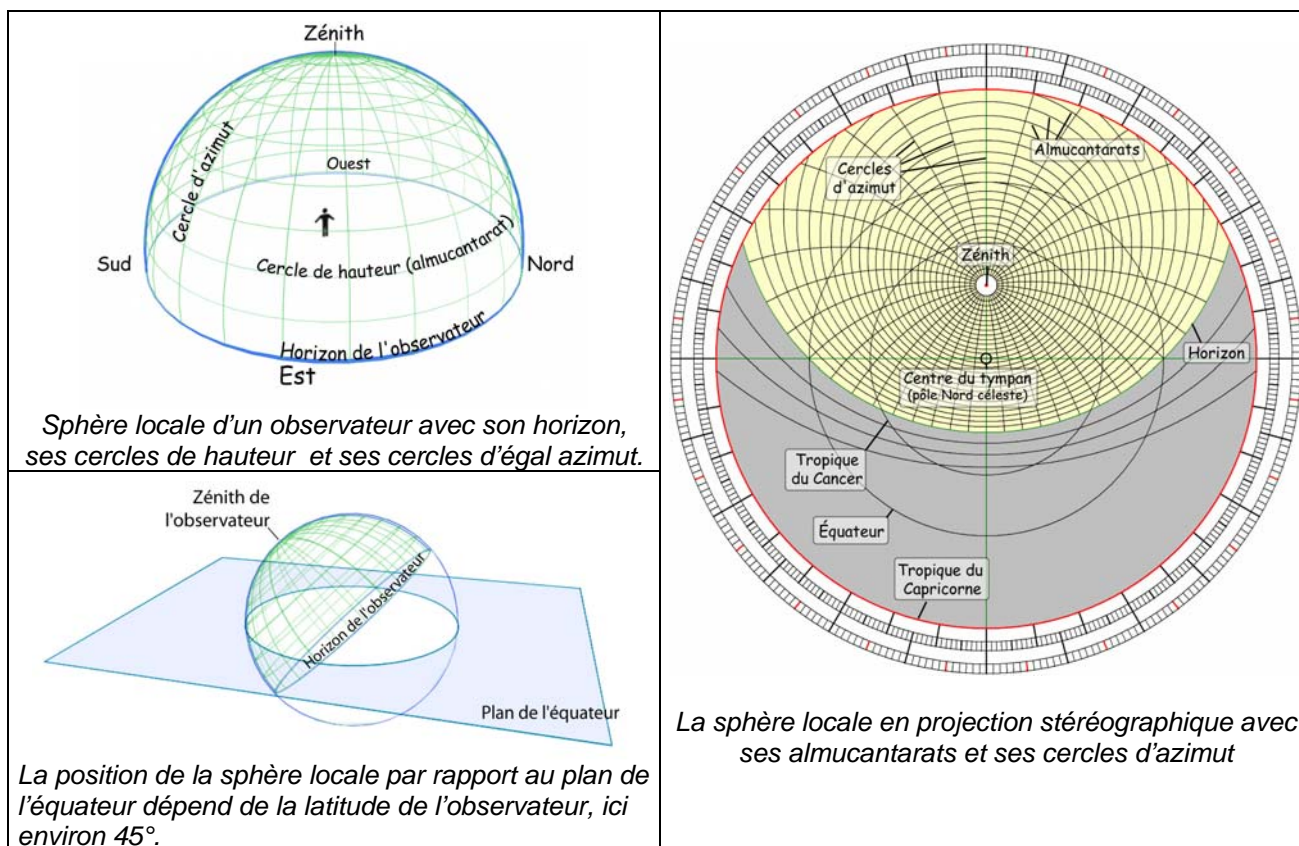 Zénith
Cercle d'azimut
Ouest
Sud
Cercle de hauteur (almucantarat)
Nord
Horizon de l'observateur
Est
Sphère locale d'un observateur avec son horizon,
ses cercles de hauteur et ses cercles d'égal azimut.
Zénith de
l'observateur
Horizon de l'observateur
Plan de l'équateur
La position de la sphère locale par rapport au plan de
l'équateur dépend de la latitude de l'observateur, ici
environ 45°.
Almucantarats
Cercles
d'azimut
Zénith
Horizon
Centre du tympan
(pôle Nord céleste)
Tropique
du Cancer
Équateur
Tropique du
Capricorne
La sphère locale en projection stéréographique avec
ses almucantarats et ses cercles d'azimut